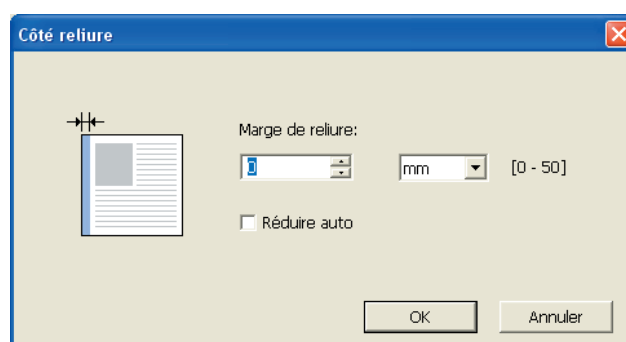 Côté reliure
Marge de reliure:
0 mm [0 - 50]
Réduire auto
OK Annuler